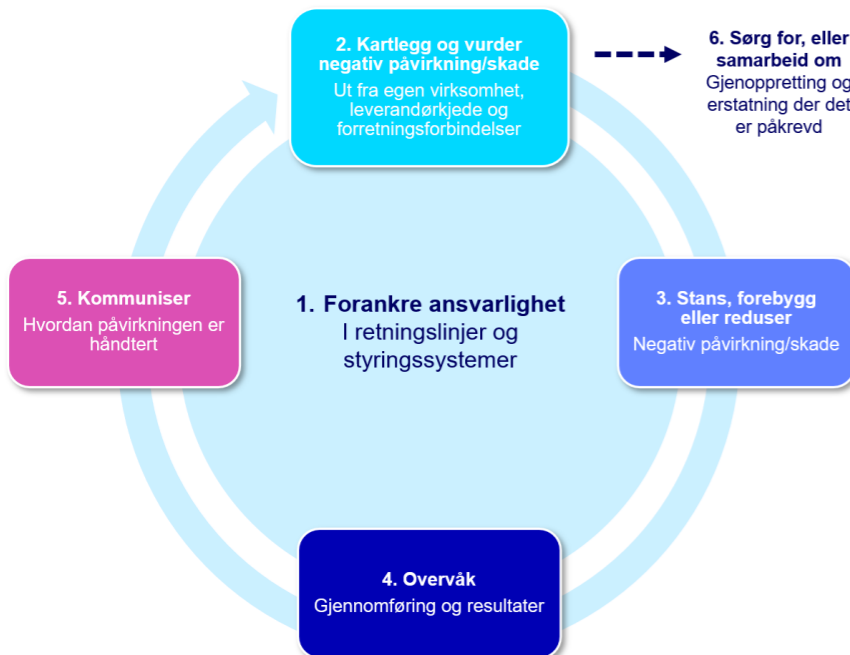 2. Kartlegg og vurder
negativ påvirkning/skade
Ut fra egen virksomhet,
leverandørkjede og
forretningsforbindelser
6. Sørg for, eller
samarbeid om
Gjenoppretting og
erstatning der det
er påkrevd
5. Kommuniser
Hvordan påvirkningen er
håndtert
1. Forankre ansvarlighet
I retningslinjer og
styringssystemer
3. Stans, forebygg
eller reduser
Negativ påvirkning/skade
4. Overvåk
Gjennomføring og resultater